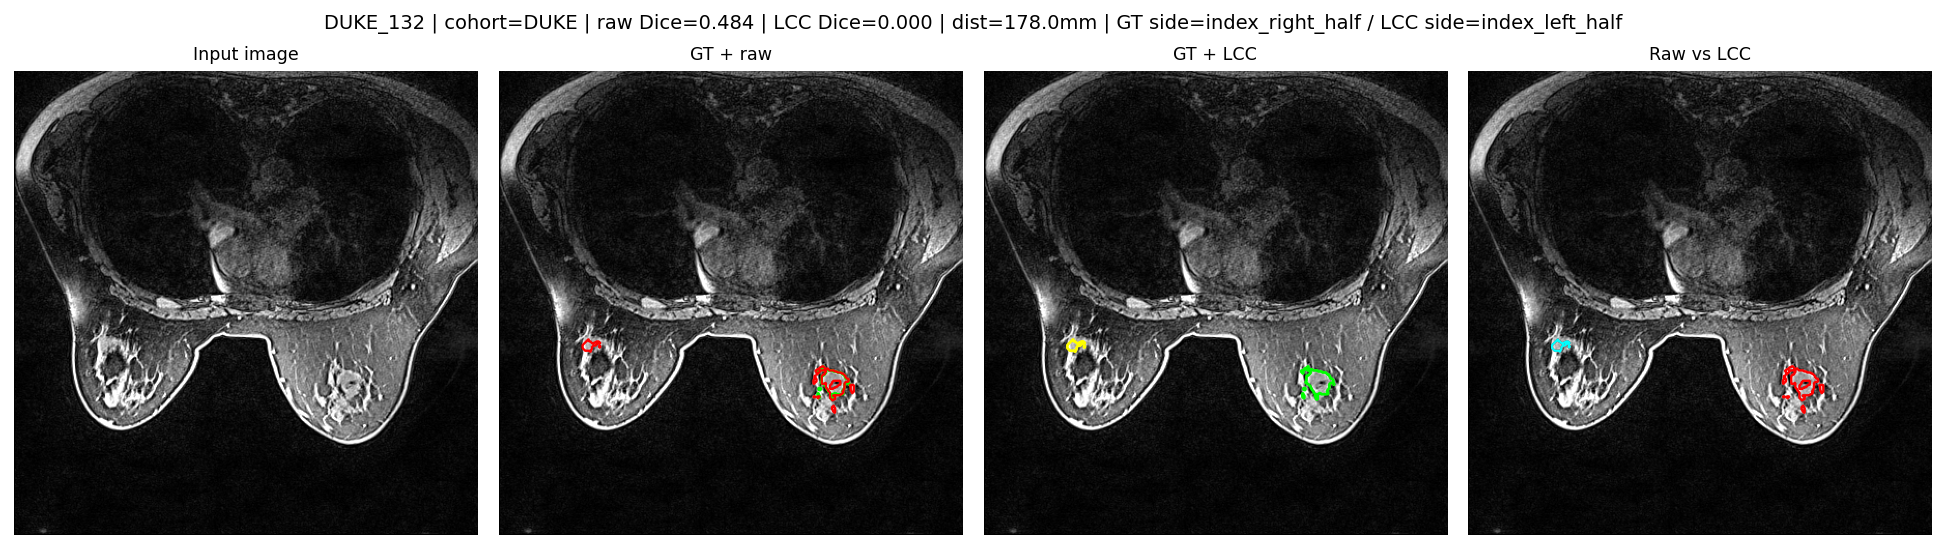 DUKE_132 | cohort=DUKE | raw Dice=0.484 | LCC Dice=0.000 | dist=178.0mm | GT side=index_right_half / LCC side=index_left_half
Input image
GT + raw
GT + LCC
Raw vs LCC